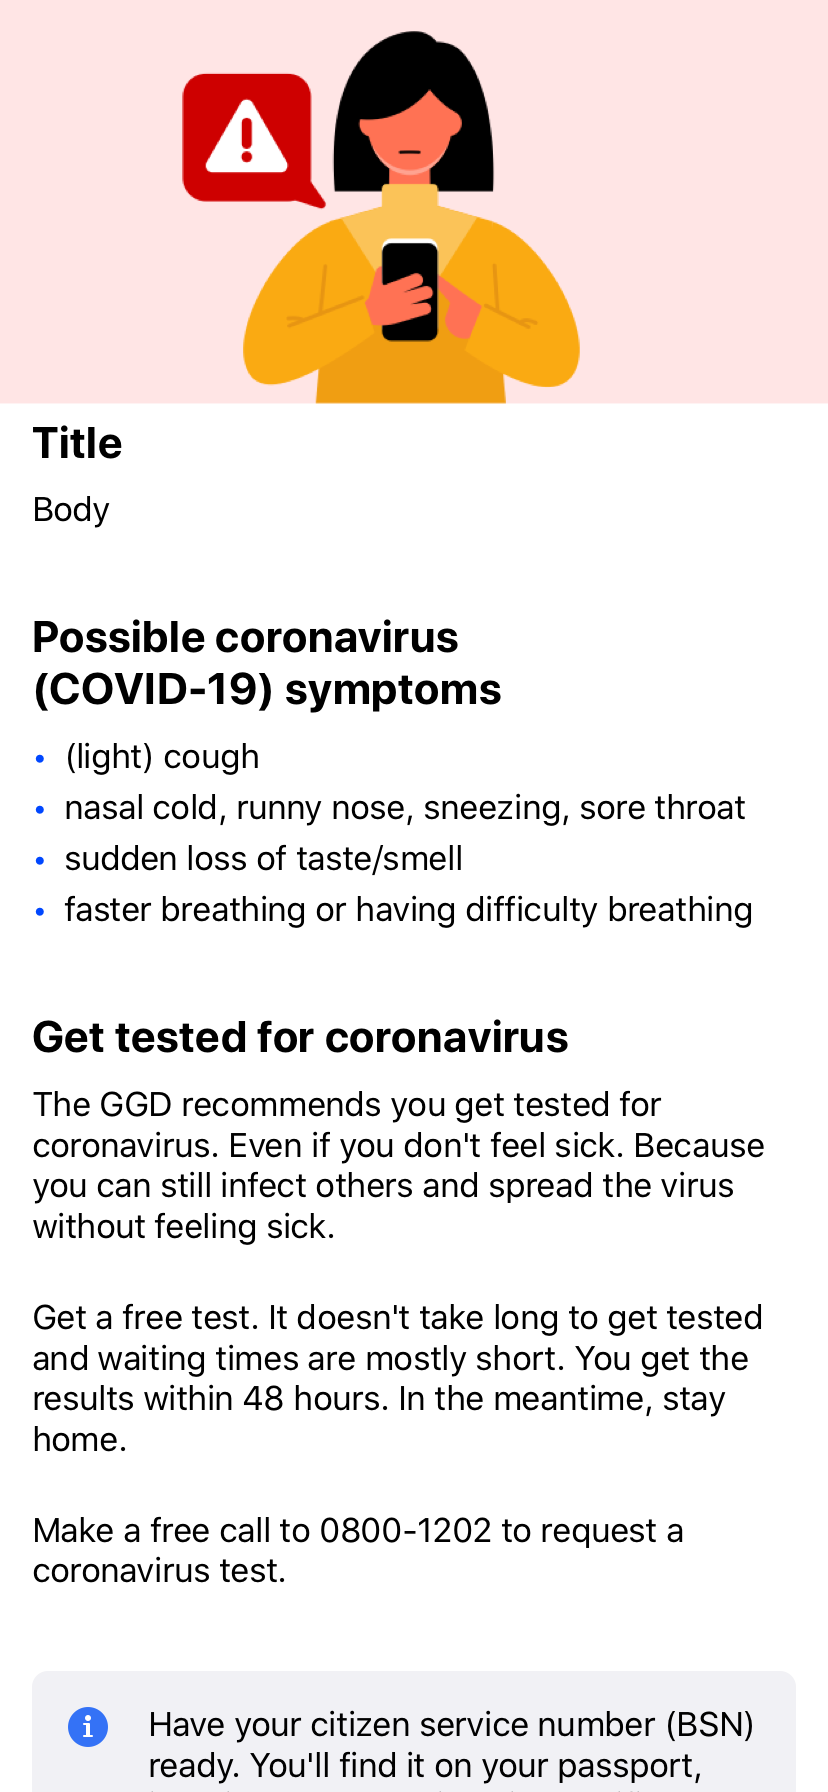 Title
Body
Possible coronavirus
(COVID-19) symptoms
• (light) cough
• nasal cold, runny nose, sneezing, sore throat
• sudden loss of taste/smell
• faster breathing or having difficulty breathing
Get tested for coronavirus
The GGD recommends you get tested for
coronavirus. Even if you don't feel sick. Because
you can still infect others and spread the virus
without feeling sick.
Get a free test. It doesn't take long to get tested
and waiting times are mostly short. You get the
results within 48 hours. In the meantime, stay
home.
Make a free call to 0800-1202 to request a
coronavirus test.
Have your citizen service number (BSN)
ready. You'll find it on your passport,